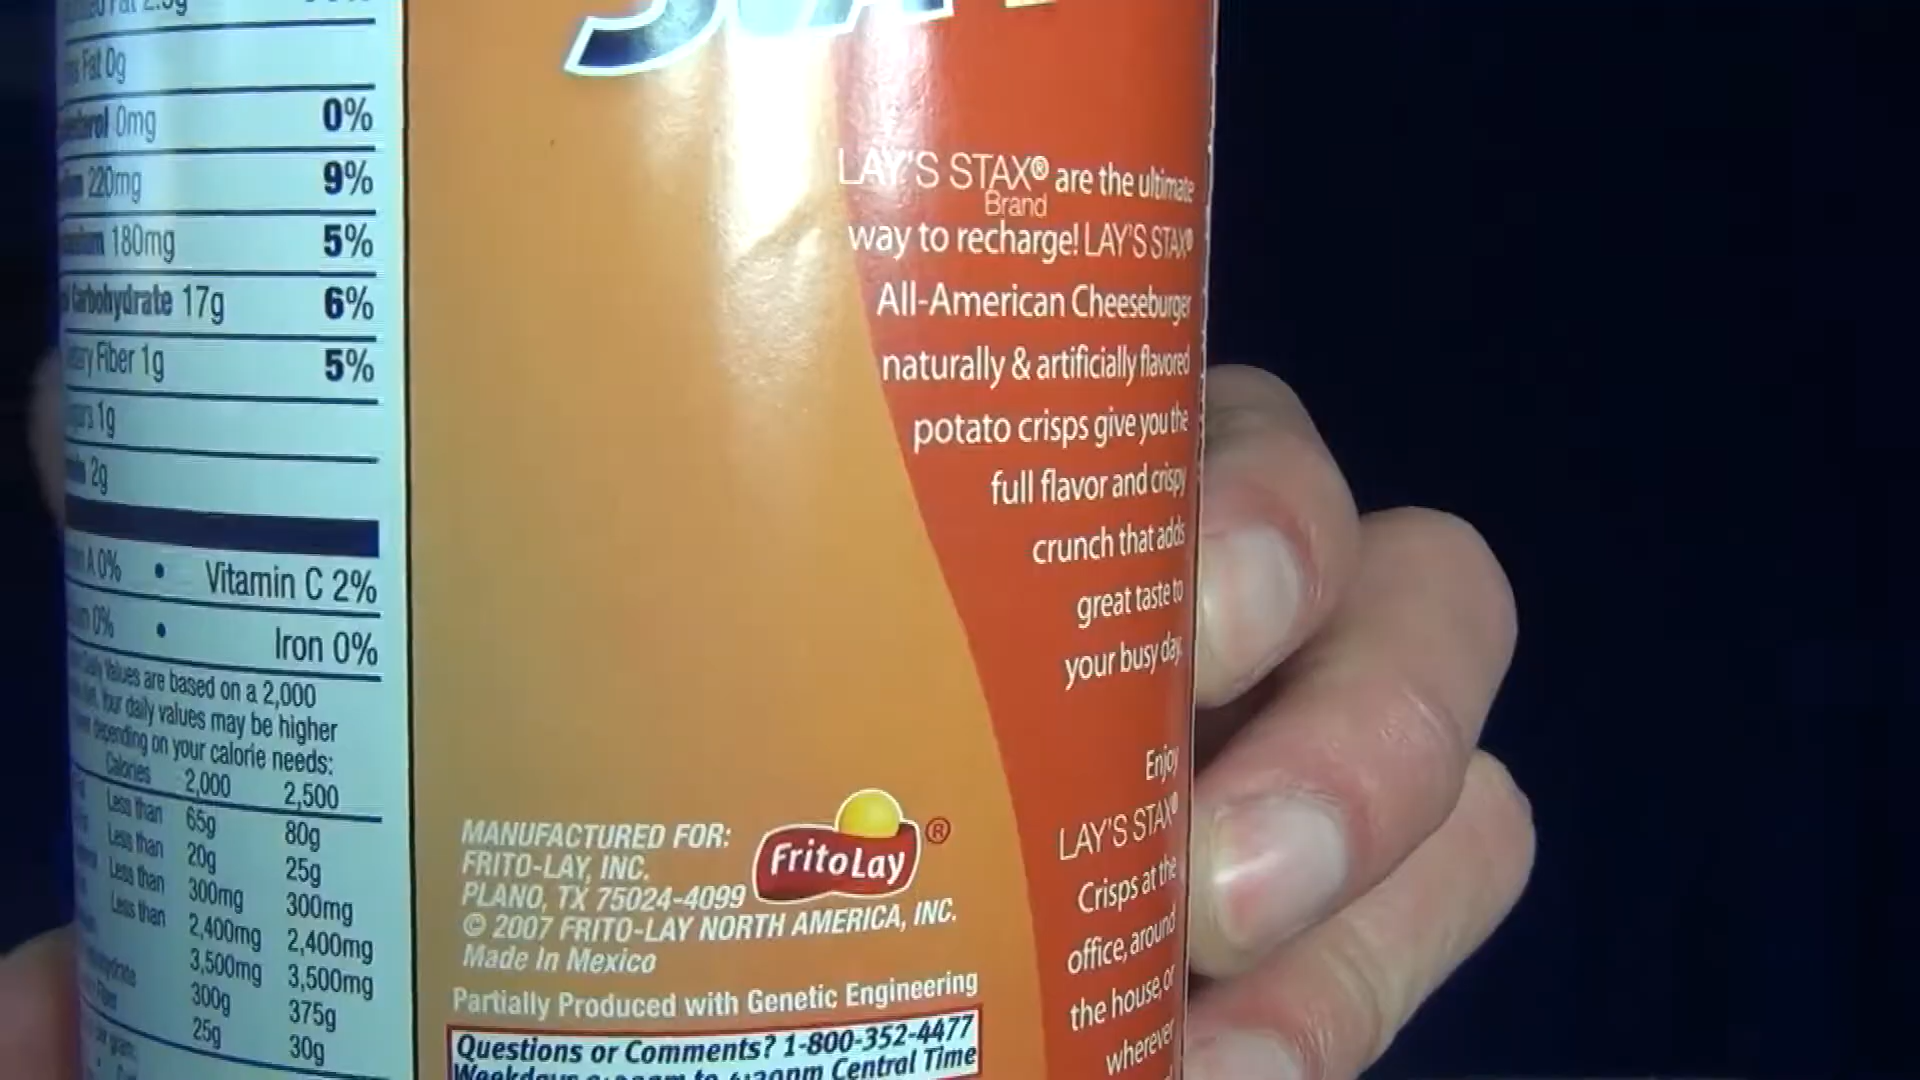 Fat 0g
0mg 0%
220mg 9%
180mg 5%
Carbohydrate 17g 6%
Fiber 1g 5%
1g
2g
A 0% • Vitamin C 2%
0% • Iron 0%
Daily Values are based on a 2,000
Your daily values may be higher
depending on your calorie needs:
Calories 2,000 2,500
Less than 65g 80g
Less than 20g 25g
Less than 300mg 300mg
Less than 2,400mg 2,400mg
3,500mg 3,500mg
300g 375g
25g 30g
MANUFACTURED FOR:
FRITO-LAY, INC.
PLANO, TX 75024-4099
© 2007 FRITO-LAY NORTH AMERICA, INC.
Made In Mexico
FritoLay ®
Partially Produced with Genetic Engineering
Questions or Comments? 1-800-352-4477
Central Time
LAY'S STAX® are the ultimate
Brand
way to recharge! LAY'S STAX®
All-American Cheeseburger
naturally & artificially flavored
potato crisps give you the
full flavor and crispy
crunch that adds
great taste to
your busy day.
Enjoy
LAY'S STAX®
Crisps at the
office, around
the house, or
wherever